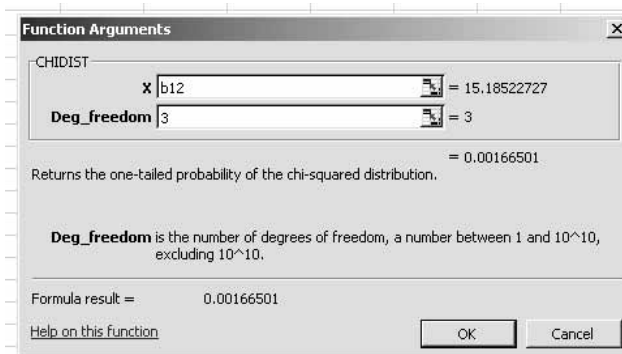 Function Arguments
CHIDIST
X b12 = 15.18522727
Deg_freedom 3 = 3
= 0.00166501
Returns the one-tailed probability of the chi-squared distribution.
Deg_freedom is the number of degrees of freedom, a number between 1 and 10^10,
excluding 10^10.
Formula result = 0.00166501
Help on this function OK Cancel